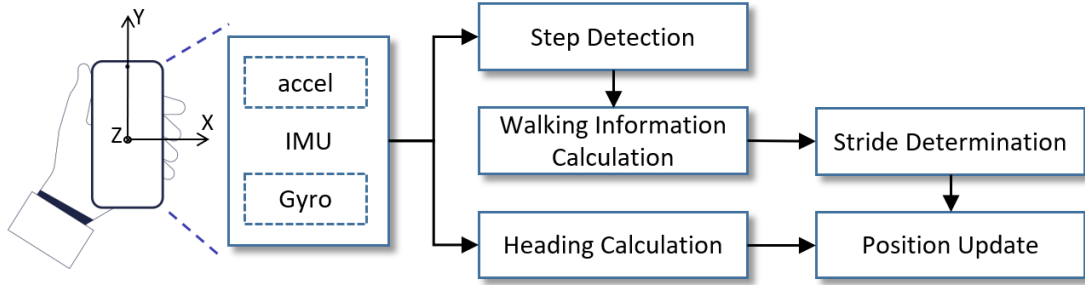 Y
Z
X
accel
IMU
Gyro
Step Detection
Walking Information
Calculation
Stride Determination
Heading Calculation
Position Update